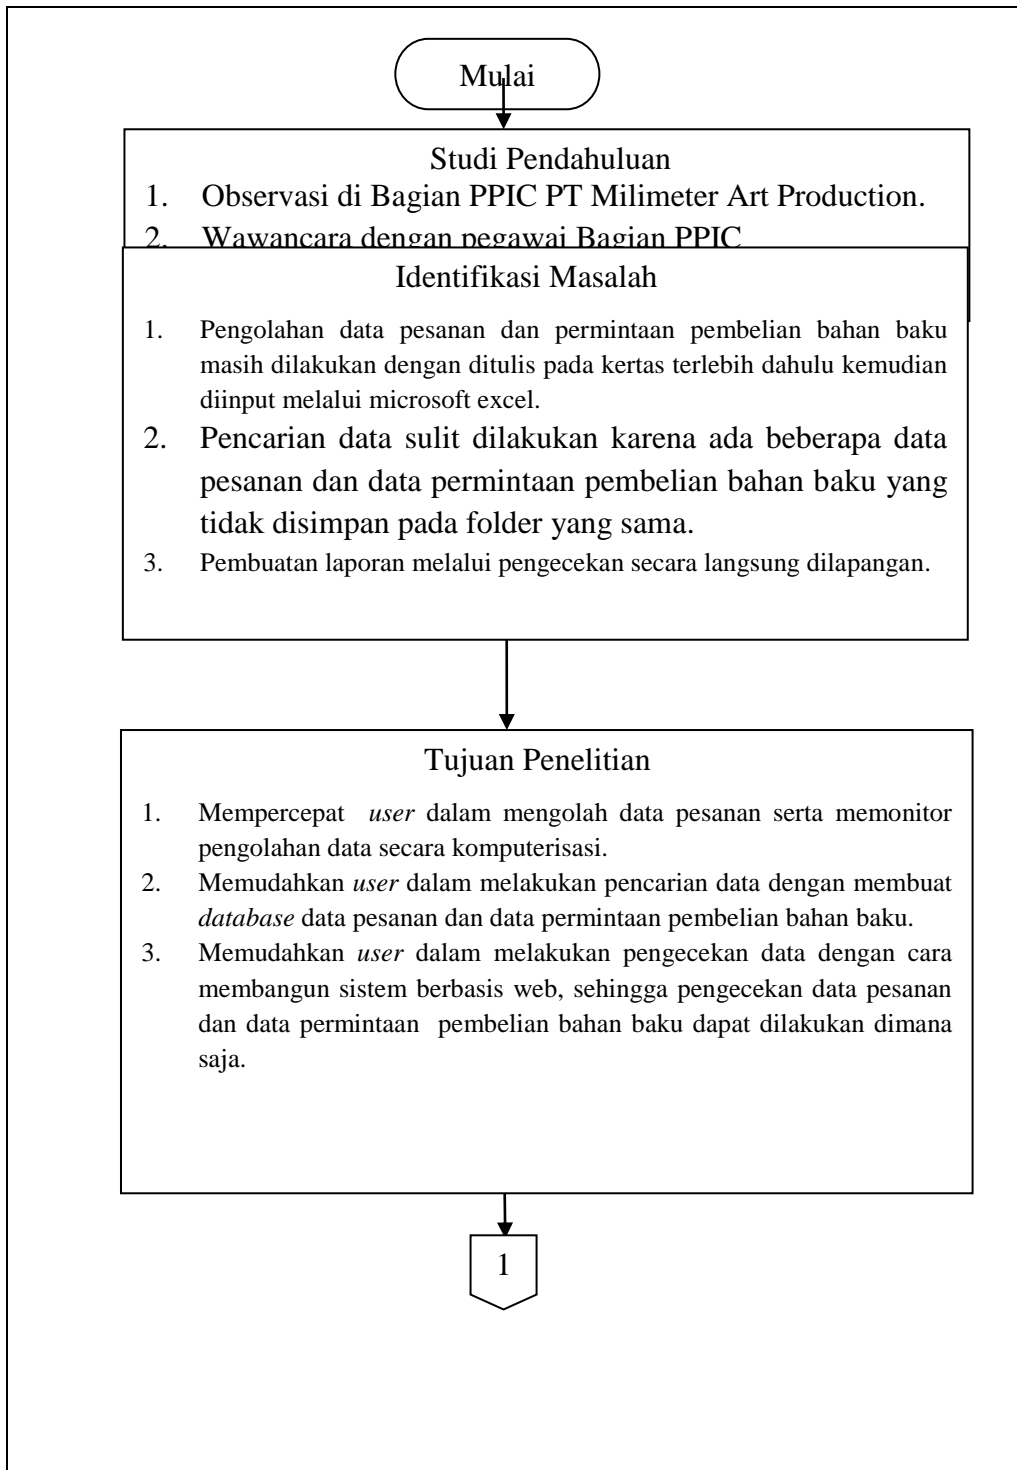 Mulai
Studi Pendahuluan
1. Observasi di Bagian PPIC PT Milimeter Art Production.
2. Wawancara dengan pegawai Bagian PPIC
Identifikasi Masalah
1. Pengolahan data pesanan dan permintaan pembelian bahan baku
masih dilakukan dengan ditulis pada kertas terlebih dahulu kemudian
diinput melalui microsoft excel.
2. Pencarian data sulit dilakukan karena ada beberapa data
pesanan dan data permintaan pembelian bahan baku yang
tidak disimpan pada folder yang sama.
3. Pembuatan laporan melalui pengecekan secara langsung dilapangan.
Tujuan Penelitian
1. Mempercepat user dalam mengolah data pesanan serta memonitor
pengolahan data secara komputerisasi.
2. Memudahkan user dalam melakukan pencarian data dengan membuat
database data pesanan dan data permintaan pembelian bahan baku.
3. Memudahkan user dalam melakukan pengecekan data dengan cara
membangun sistem berbasis web, sehingga pengecekan data pesanan
dan data permintaan pembelian bahan baku dapat dilakukan dimana
saja.
1